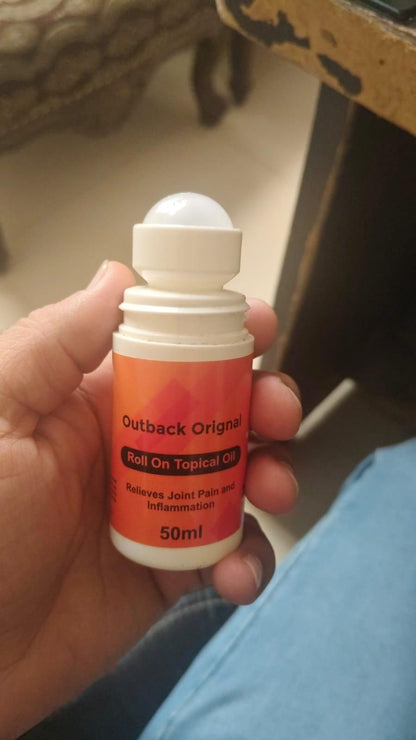 Outback Orignal
Roll On Topical Oil
Relieves Joint Pain and
Inflammation
50ml